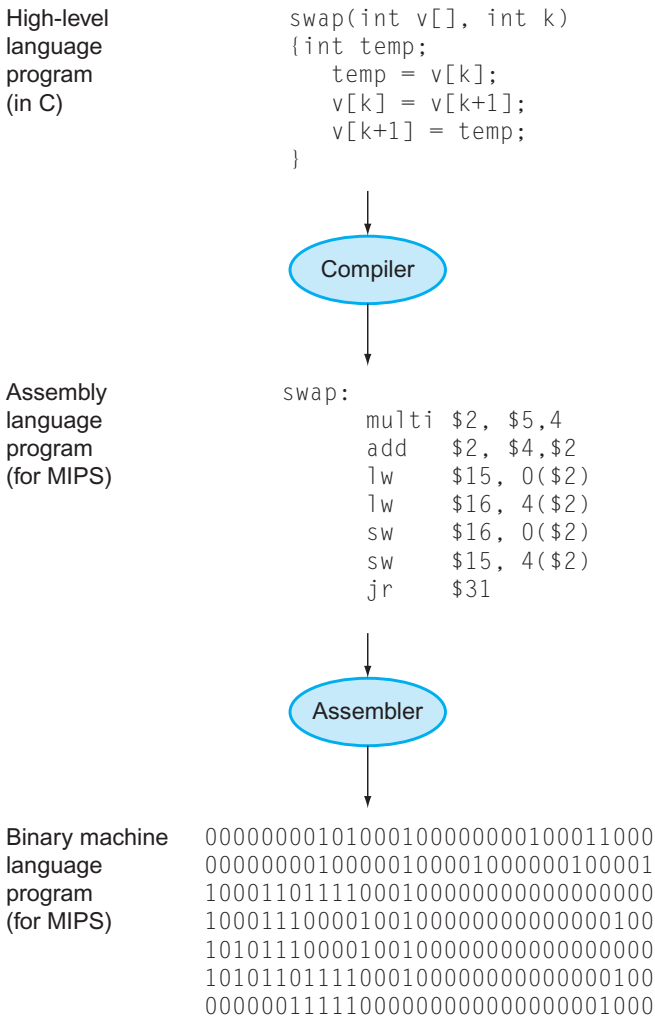 High-level
language
program
(in C)
swap(int v[], int k)
{int temp;
temp = v[k];
v[k] = v[k+1];
v[k+1] = temp;
}
Compiler
Assembly
language
program
(for MIPS)
swap:
multi $2, $5,4
add $2, $4,$2
lw $15, 0($2)
lw $16, 4($2)
sw $16, 0($2)
sw $15, 4($2)
jr $31
Assembler
Binary machine
language
program
(for MIPS)
00000000101000100000000100011000
00000000100000100001000000100001
10001101111000100000000000000000
10001110000100100000000000000100
10101110000100100000000000000000
10101101111000100000000000000100
00000011111000000000000000001000